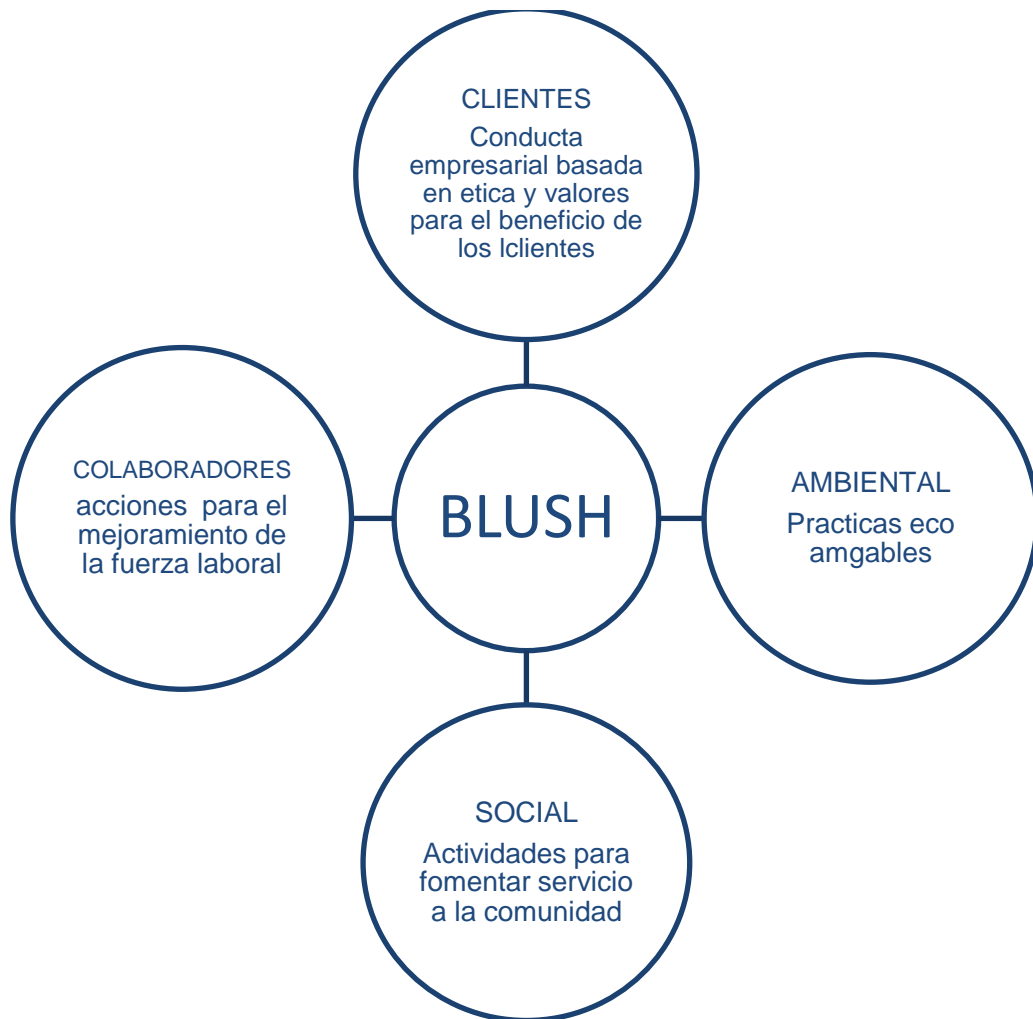 CLIENTES
Conducta
empresarial basada
en etica y valores
para el beneficio de
los lclientes
COLABORADORES
acciones para el
mejoramiento de
la fuerza laboral
BLUSH
AMBIENTAL
Practicas eco
amgables
SOCIAL
Actividades para
fomentar servicio
a la comunidad